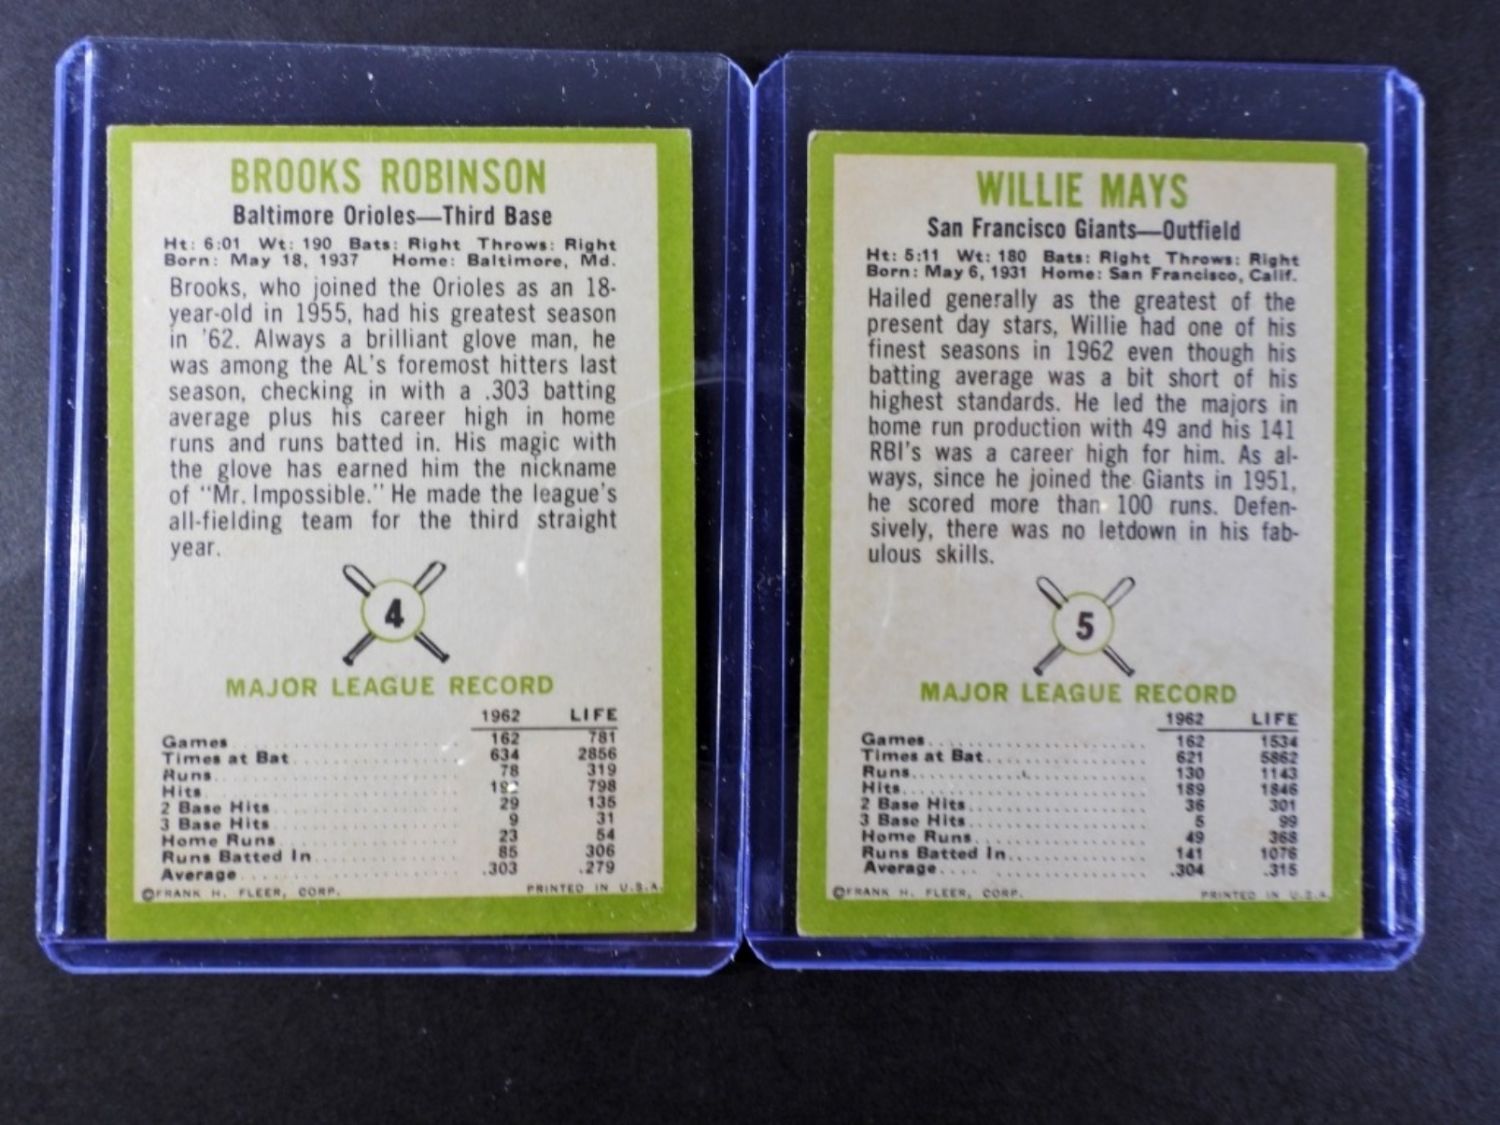 BROOKS ROBINSON
Baltimore Orioles—Third Base
Ht: 6:01 Wt: 190 Bats: Right Throws: Right
Born: May 18, 1937 Home: Baltimore, Md.
Brooks, who joined the Orioles as an 18-
year-old in 1955, had his greatest season
in '62. Always a brilliant glove man, he
was among the AL's foremost hitters last
season, checking in with a .303 batting
average plus his career high in home
runs and runs batted in. His magic with
the glove has earned him the nickname
of "Mr. Impossible." He made the league's
all-fielding team for the third straight
year.
4
MAJOR LEAGUE RECORD
1962 LIFE
Games 162 781
Times at Bat 634 2856
Runs 78 319
Hits 192 798
2 Base Hits 29 135
3 Base Hits 9 31
Home Runs 23 54
Runs Batted In 85 306
Average .303 .279
©FRANK H. FLEER, CORP. PRINTED IN U.S.A.
WILLIE MAYS
San Francisco Giants—Outfield
Ht: 5:11 Wt: 180 Bats: Right Throws: Right
Born: May 6, 1931 Home: San Francisco, Calif.
Hailed generally as the greatest of the
present day stars, Willie had one of his
finest seasons in 1962 even though his
batting average was a bit short of his
highest standards. He led the majors in
home run production with 49 and his 141
RBI's was a career high for him. As al-
ways, since he joined the Giants in 1951,
he scored more than 100 runs. Defen-
sively, there was no letdown in his fab-
ulous skills.
5
MAJOR LEAGUE RECORD
1962 LIFE
Games 162 1534
Times at Bat 621 5862
Runs 130 1143
Hits 189 1846
2 Base Hits 36 301
3 Base Hits 5 99
Home Runs 49 368
Runs Batted In 141 1076
Average .304 .315
©FRANK H. FLEER, CORP. PRINTED IN U.S.A.